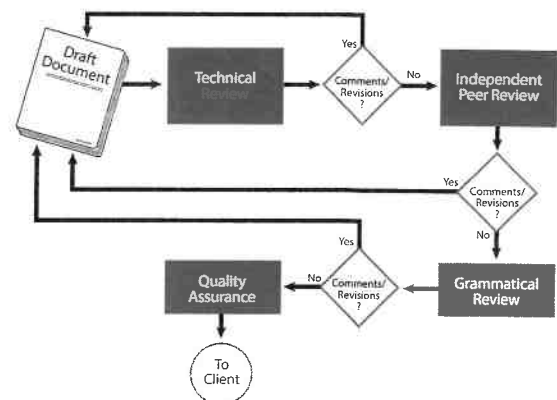 Draft
Document
Technical
Review
Yes
Comments/
Revisions
?
No
Independent
Peer Review
Yes
Comments/
Revisions
?
No
Grammatical
Review
Yes
Comments/
Revisions
?
No
Quality
Assurance
To
Client